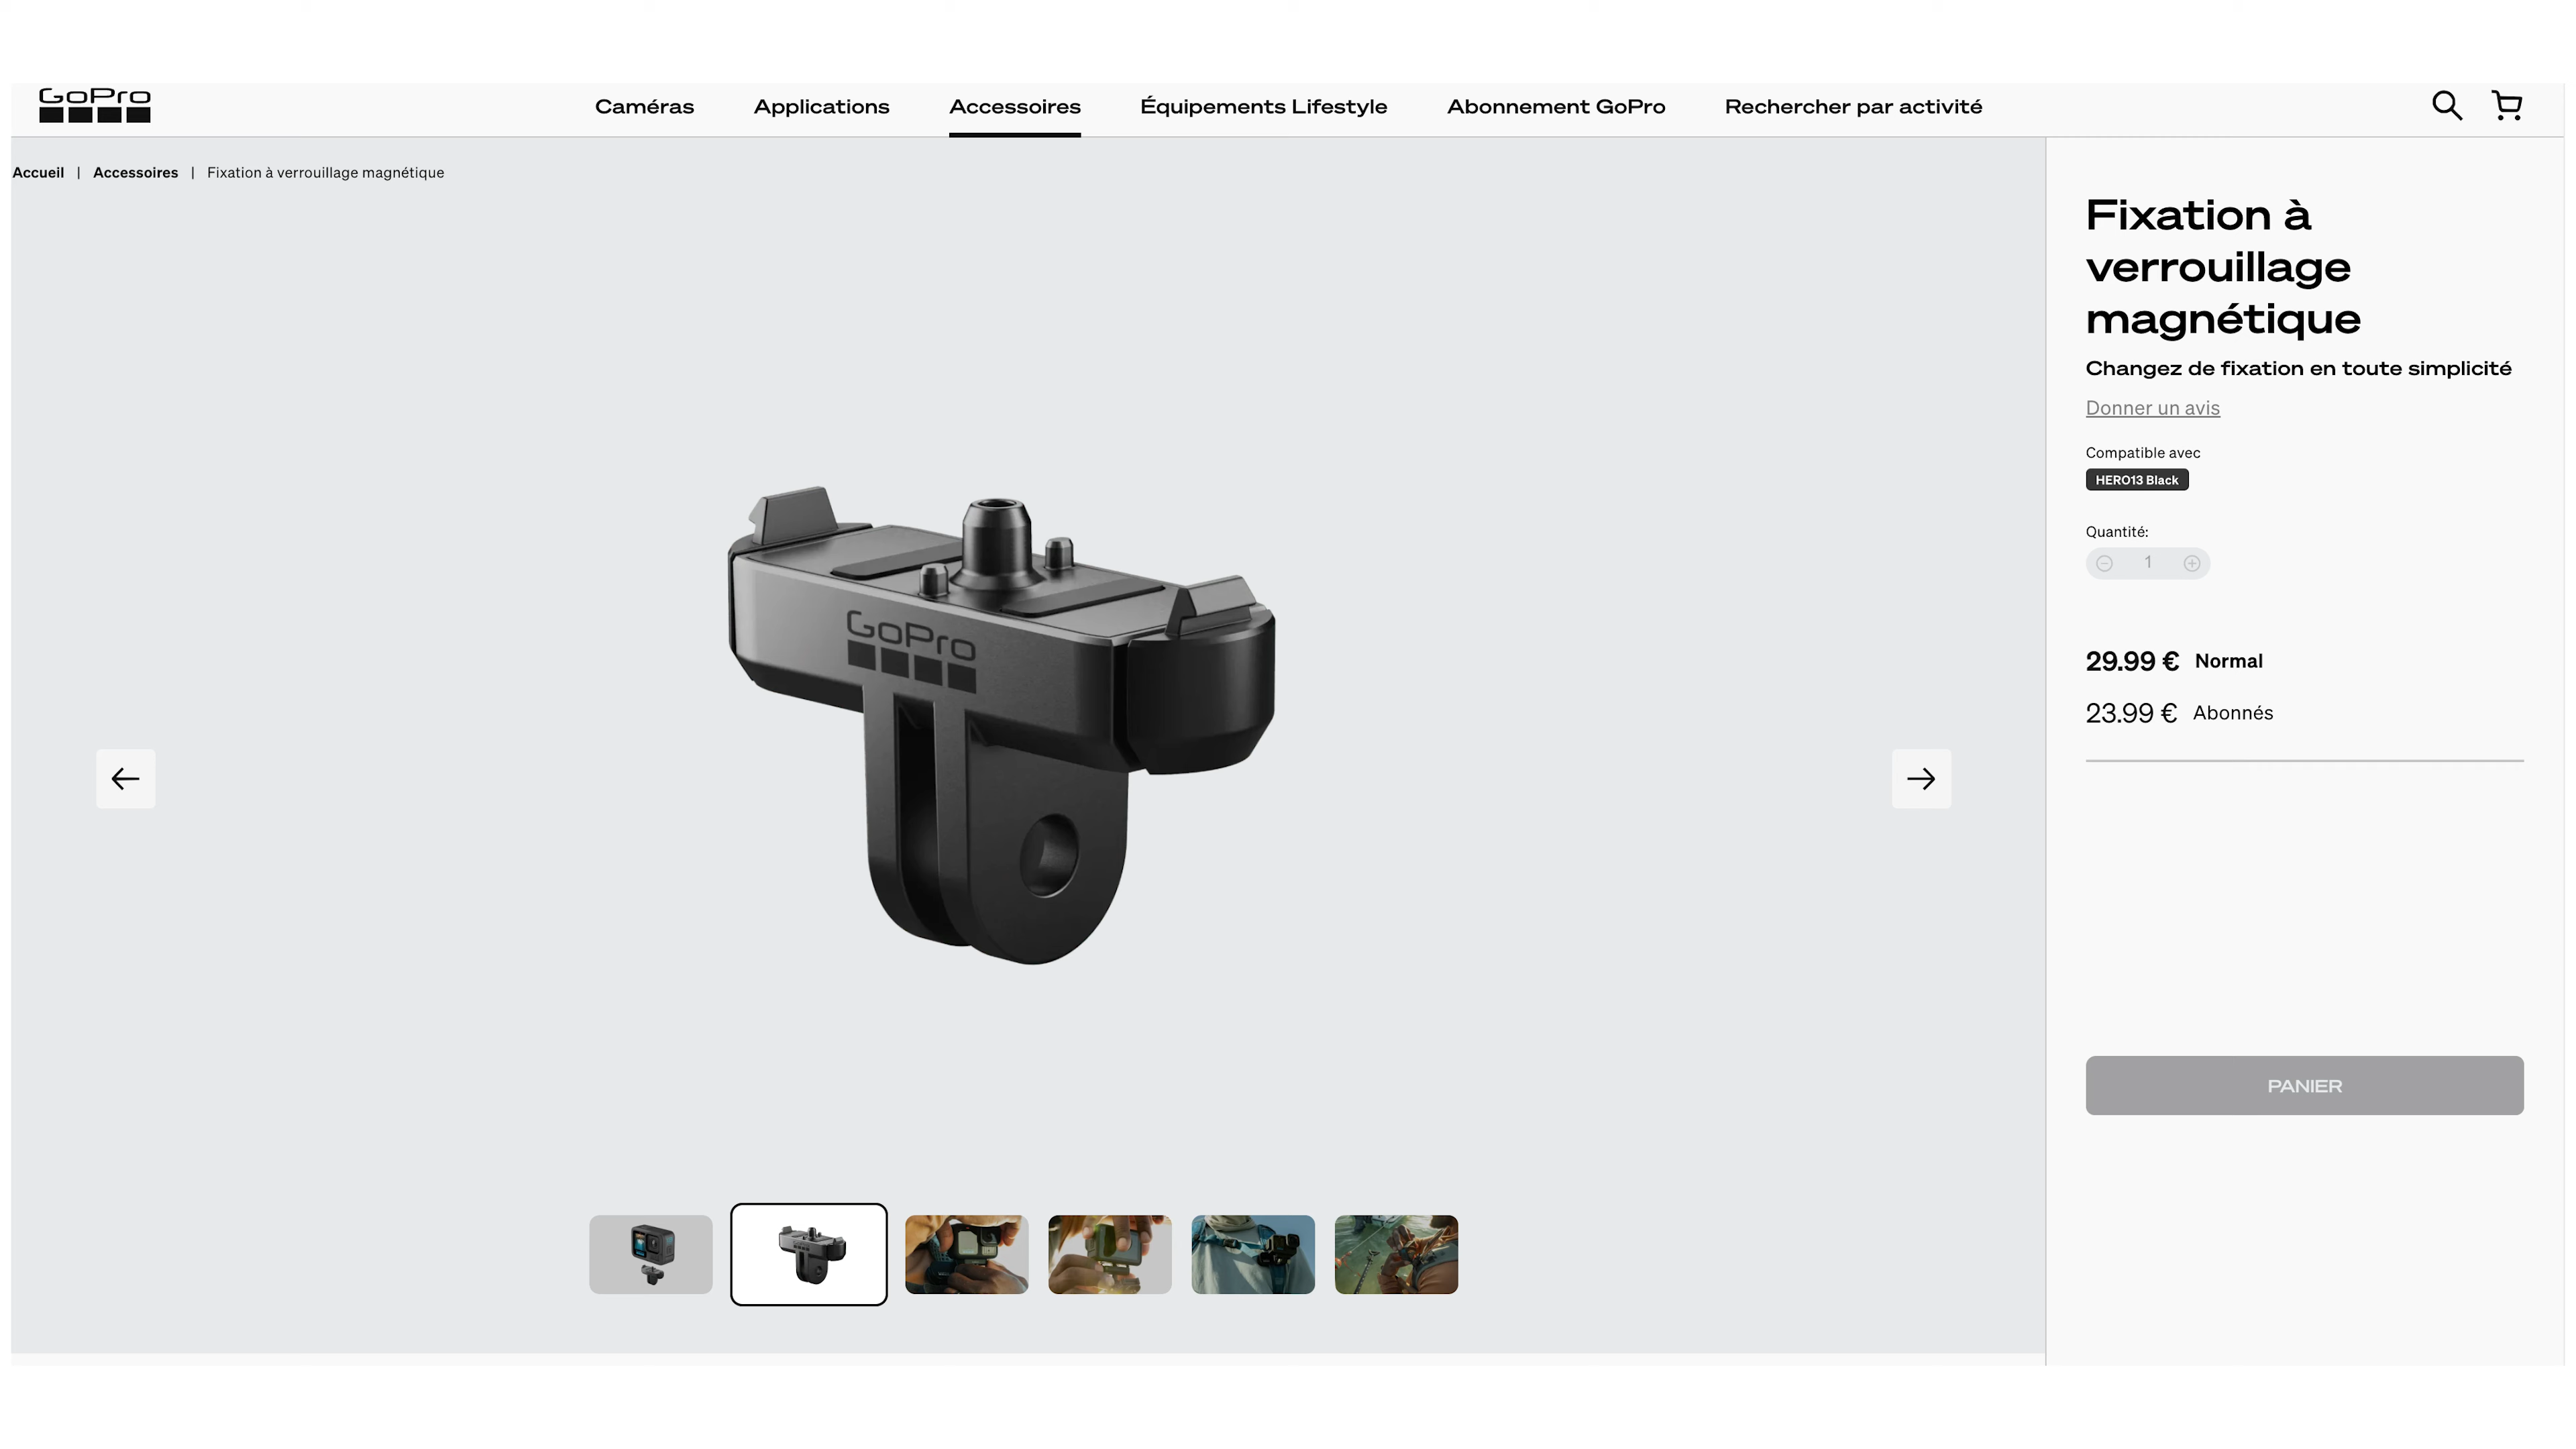 GoPro
Caméras
Applications
Accessoires
Équipements Lifestyle
Abonnement GoPro
Rechercher par activité
Accueil | Accessoires | Fixation à verrouillage magnétique
GoPro
Fixation à
verrouillage
magnétique
Changez de fixation en toute simplicité
Donner un avis
Compatible avec
HERO13 Black
Quantité:
1
29.99 € Normal
23.99 € Abonnés
PANIER